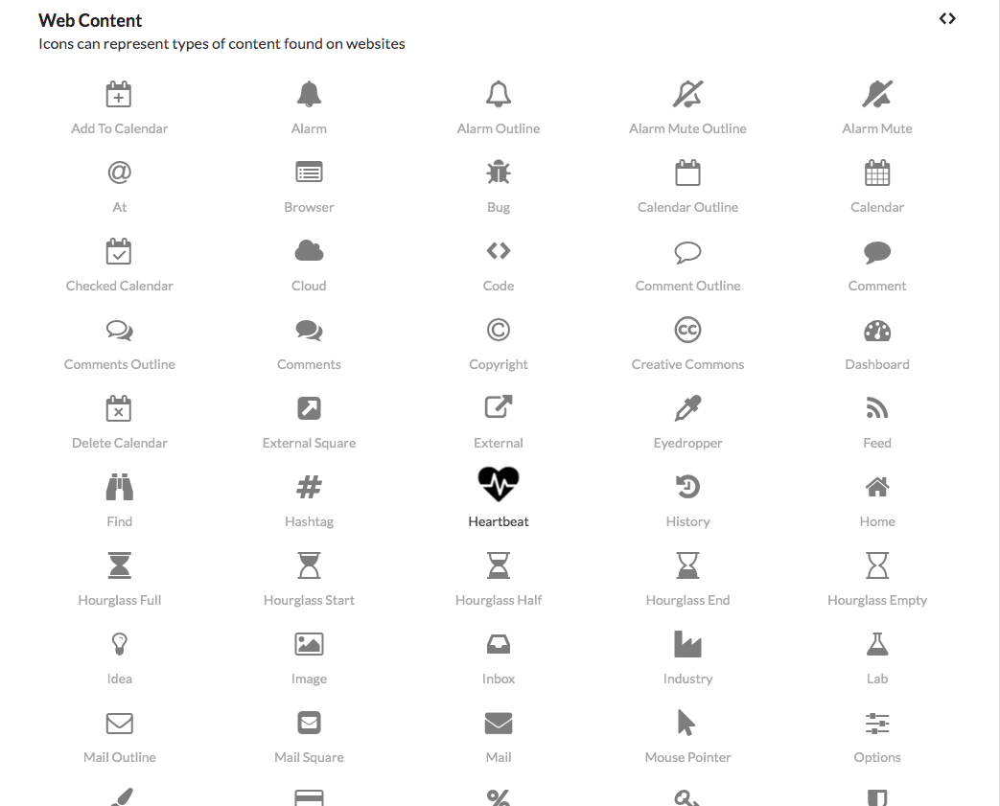 Web Content
Icons can represent types of content found on websites
Add To Calendar Alarm Alarm Outline Alarm Mute Outline Alarm Mute
At Browser Bug Calendar Outline Calendar
Checked Calendar Cloud Code Comment Outline Comment
Comments Outline Comments Copyright Creative Commons Dashboard
Delete Calendar External Square External Eyedropper Feed
Find Hashtag Heartbeat History Home
Hourglass Full Hourglass Start Hourglass Half Hourglass End Hourglass Empty
Idea Image Inbox Industry Lab
Mail Outline Mail Square Mail Mouse Pointer Options